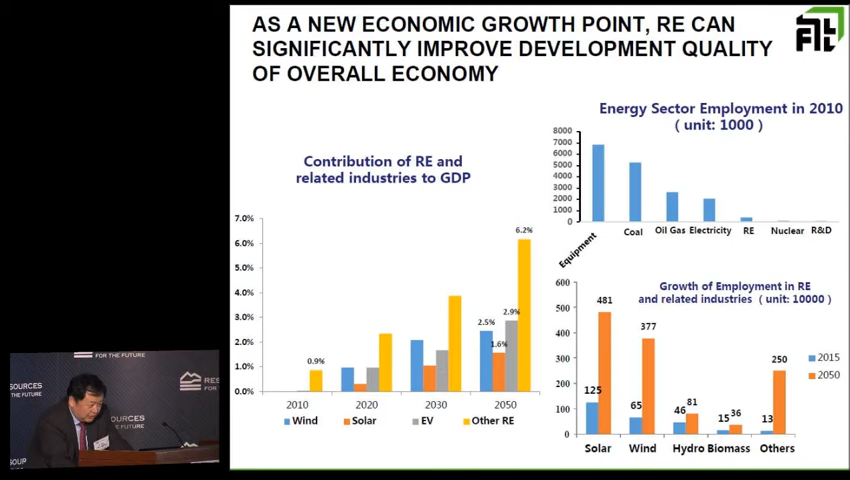 AS A NEW ECONOMIC GROWTH POINT, RE CAN
SIGNIFICANTLY IMPROVE DEVELOPMENT QUALITY
OF OVERALL ECONOMY
Contribution of RE and
related industries to GDP
7.0%
6.0%
5.0%
4.0%
3.0%
2.0%
1.0%
0.0%
0.9%
2.5%
1.6%
2.9%
6.2%
2010 2020 2030 2050
Wind Solar EV Other RE
Energy Sector Employment in 2010
( unit: 1000 )
8000
7000
6000
5000
4000
3000
2000
1000
0
Equipment Coal Oil Gas Electricity RE Nuclear R&D
Growth of Employment in RE
and related industries ( unit: 10000 )
600
500
400
300
200
100
0
125 481
65 377
46 81
15 36
13 250
Solar Wind Hydro Biomass Others
2015
2050
FOR THE FUTURE
SOURCES
THE FUTURE
RES
FOR T
RESOURCES